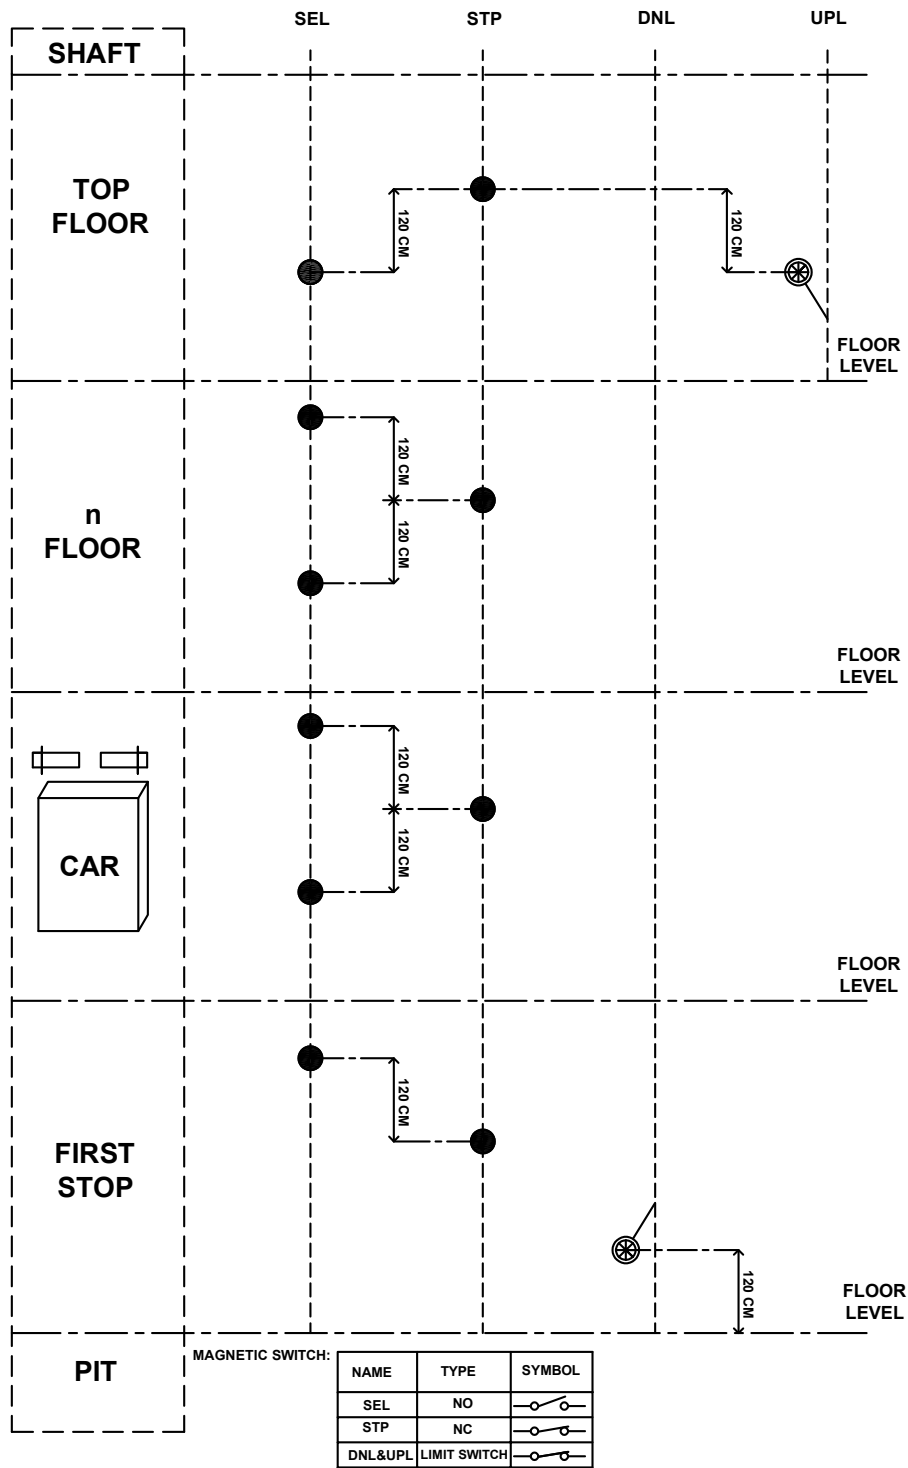 SEL STP DNL UPL
SHAFT
TOP
FLOOR
120 CM
120 CM
FLOOR
LEVEL
n
FLOOR
120 CM
120 CM
FLOOR
LEVEL
CAR
120 CM
120 CM
FLOOR
LEVEL
FIRST
STOP
120 CM
120 CM
FLOOR
LEVEL
PIT
MAGNETIC SWITCH:
NAME TYPE SYMBOL
SEL NO
STP NC
DNL&UPL LIMIT SWITCH